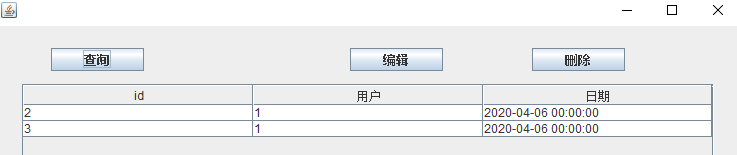 查询 编辑 删除
id 用户 日期
2 1 2020-04-06 00:00:00
3 1 2020-04-06 00:00:00